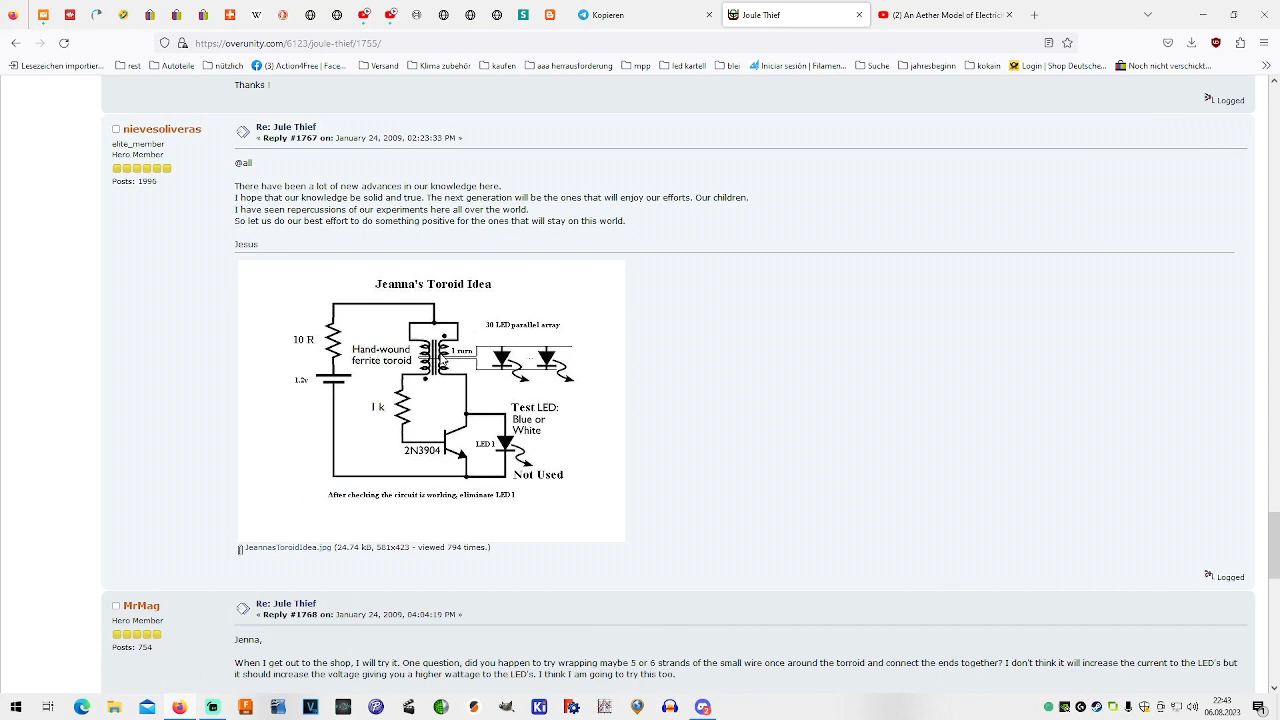 Kopieren
Joule Thief
(2) An Aether Model of Electrici
https://overunity.com/6123/joule-thief/1755/
Lesezeichen importier...
rest
Autoteile
nützlich
(3) Action4Free | Face...
Versand
Klima zubehör
kaufen
aaa herrausforderung
mpp
led kartell
blei
Iniciar sesión | Filamen...
Suche
jahresbeginn
kokain
Login | Shop Deutsche...
Noch nicht verschickt...
Thanks !
Logged
nievesoliveras
elite_member
Hero Member
Posts: 1996
Re: Jule Thief
« Reply #1767 on: January 24, 2009, 02:23:33 PM »
@all
There have been a lot of new advances in our knowledge here.
I hope that our knowledge be solid and true. The next generation will be the ones that will enjoy our efforts. Our children.
I have seen repercussions of our experiments here all over the world.
So let us do our best effort to do something positive for the ones that will stay on this world.
Jesus
Jeanna's Toroid Idea
30 LED parallel array
10 R
Hand-wound
ferrite toroid
1 turn
1.2v
1 k
Test LED:
Blue or
White
2N3904
LED 1
Not Used
After checking the circuit is working, eliminate LED 1
JeannasToroidIdea.jpg (24.74 kB, 581x423 - viewed 794 times.)
Logged
MrMag
Hero Member
Posts: 754
Re: Jule Thief
« Reply #1768 on: January 24, 2009, 04:04:19 PM »
Jenna,
When I get out to the shop, I will try it. One question, did you happen to try wrapping maybe 5 or 6 strands of the small wire once around the torroid and connect the ends together? I don't think it will increase the current to the LED's but
it should increase the voltage giving you a higher wattage to the LED's. I think I am going to try this too.
22:43
06.08.2023